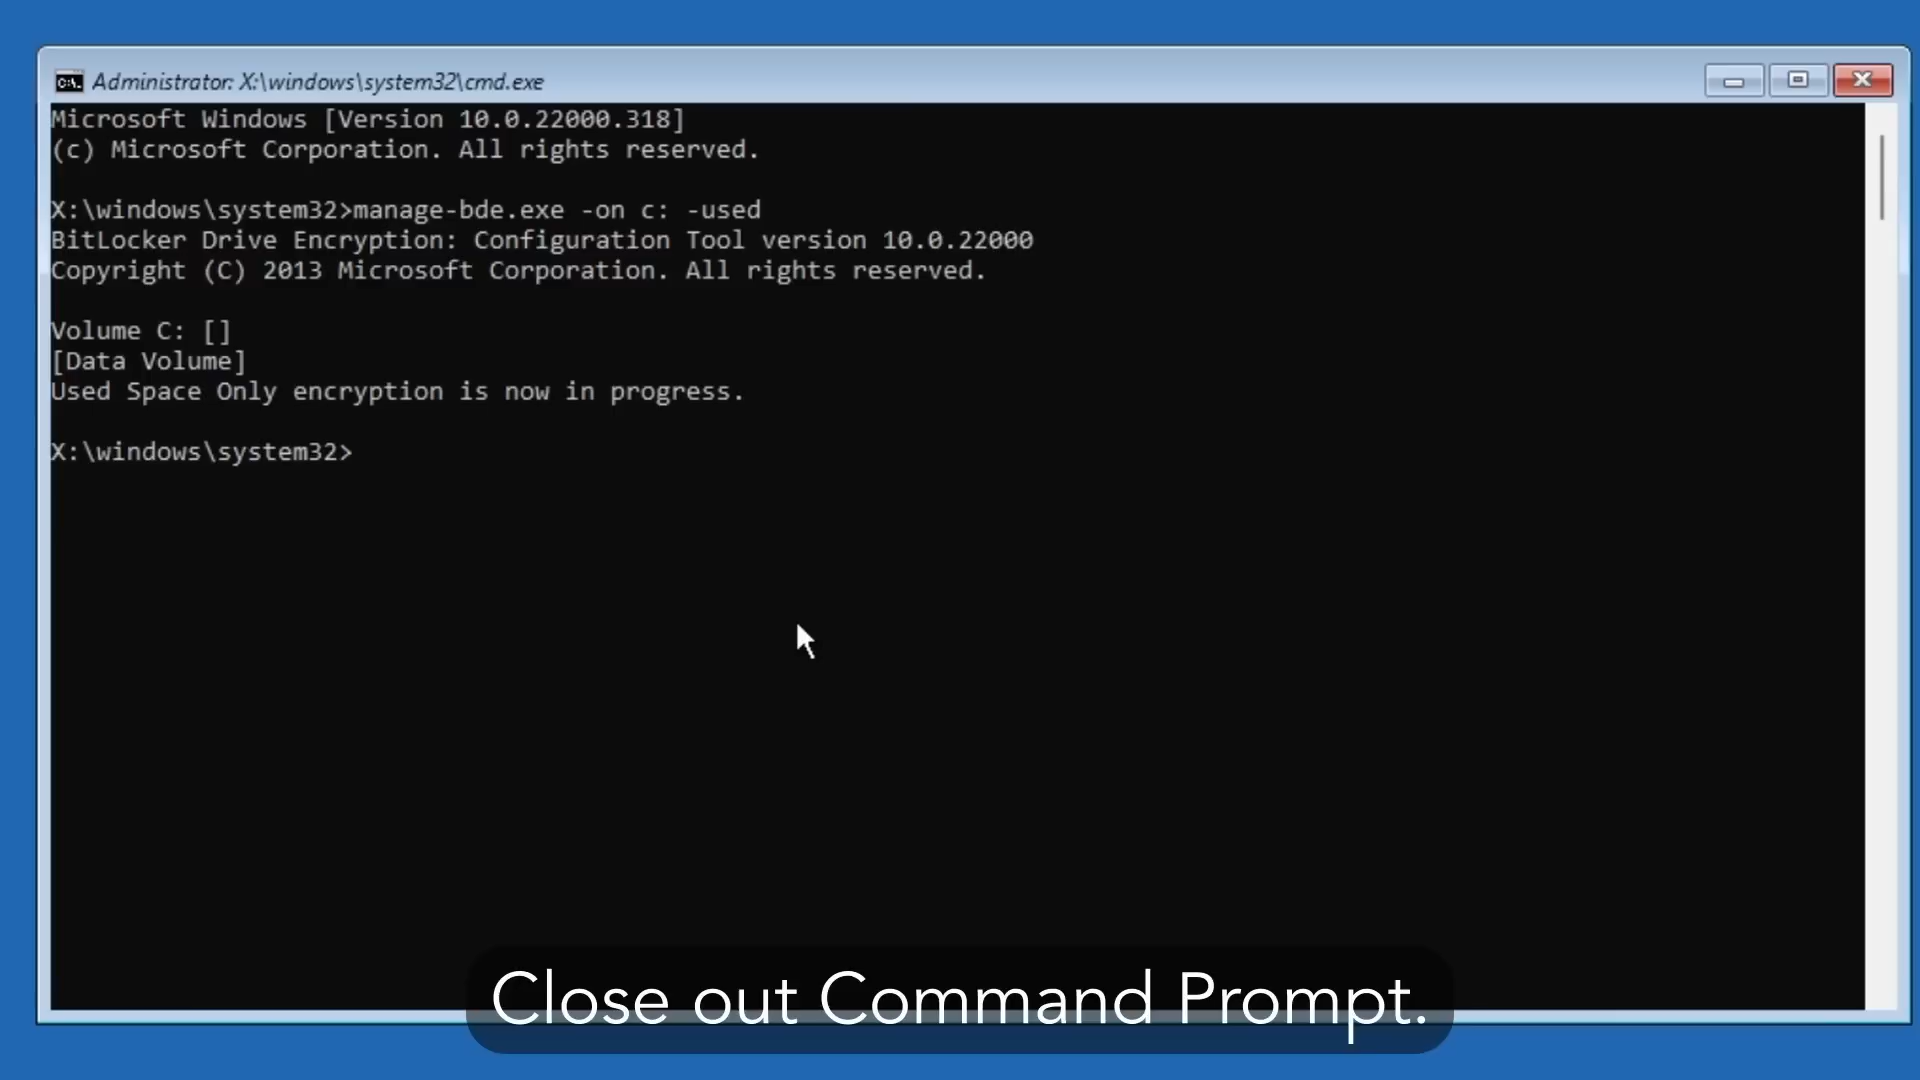 Administrator: X:\windows\system32\cmd.exe
Microsoft Windows [Version 10.0.22000.318]
(c) Microsoft Corporation. All rights reserved.
X:\windows\system32>manage-bde.exe -on c: -used
BitLocker Drive Encryption: Configuration Tool version 10.0.22000
Copyright (C) 2013 Microsoft Corporation. All rights reserved.
Volume C: []
[Data Volume]
Used Space Only encryption is now in progress.
X:\windows\system32>
Close out Command Prompt.